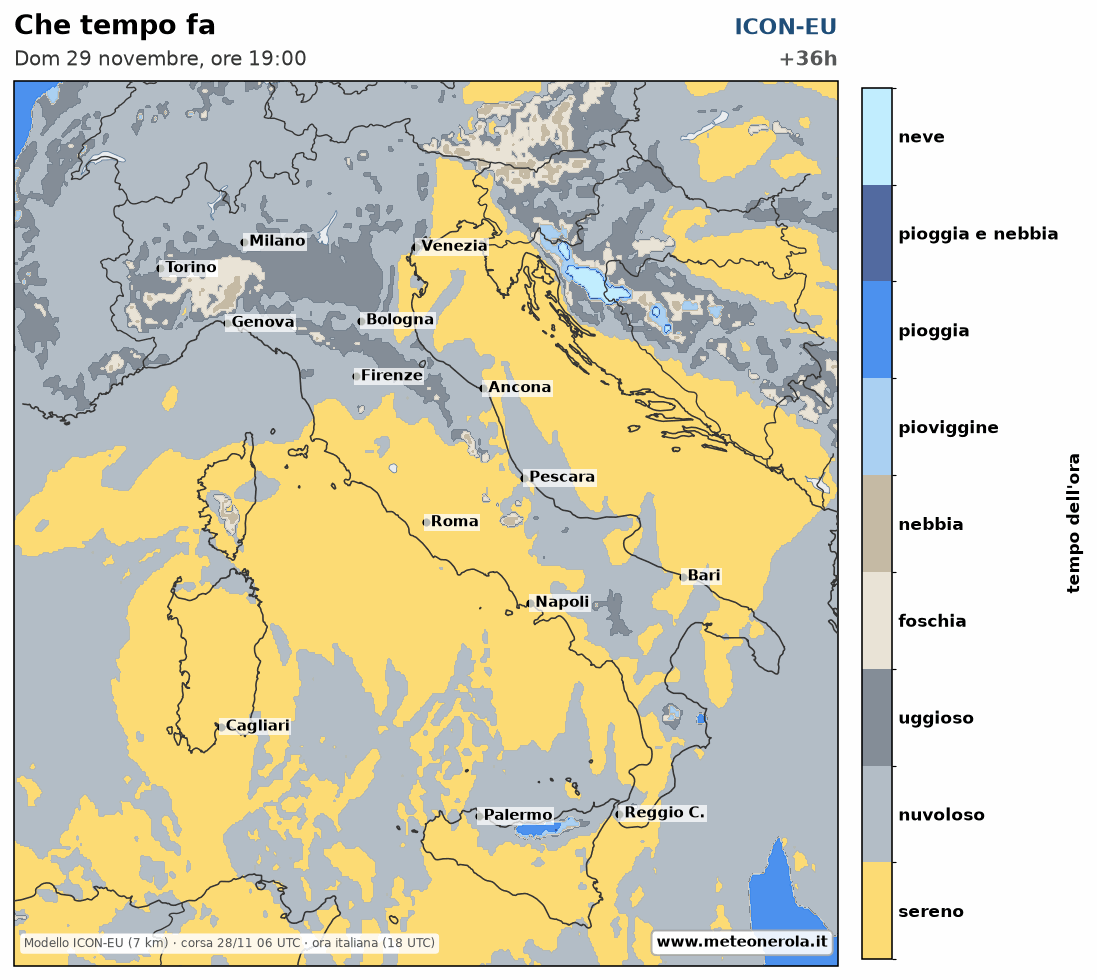 Che tempo fa
ICON-EU
Dom 29 novembre, ore 19:00
+36h
neve
pioggia e nebbia
pioggia
pioviggine
nebbia
foschia
uggioso
nuvoloso
sereno
tempo dell'ora
Milano
Venezia
Torino
Genova
Bologna
Firenze
Ancona
Pescara
Roma
Bari
Napoli
Cagliari
Palermo
Reggio C.
Modello ICON-EU (7 km) · corsa 28/11 06 UTC · ora italiana (18 UTC)
www.meteonerola.it